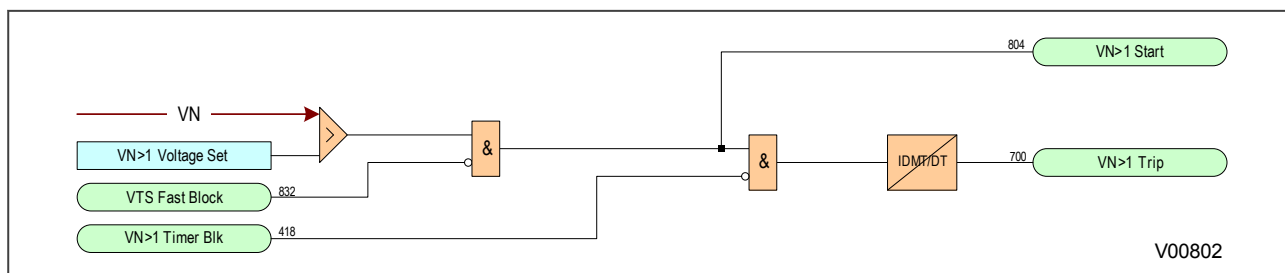 804 VN>1 Start
VN
>
VN>1 Voltage Set
&
&
IDMT/DT
700 VN>1 Trip
VTS Fast Block 832
VN>1 Timer Blk 418
V00802